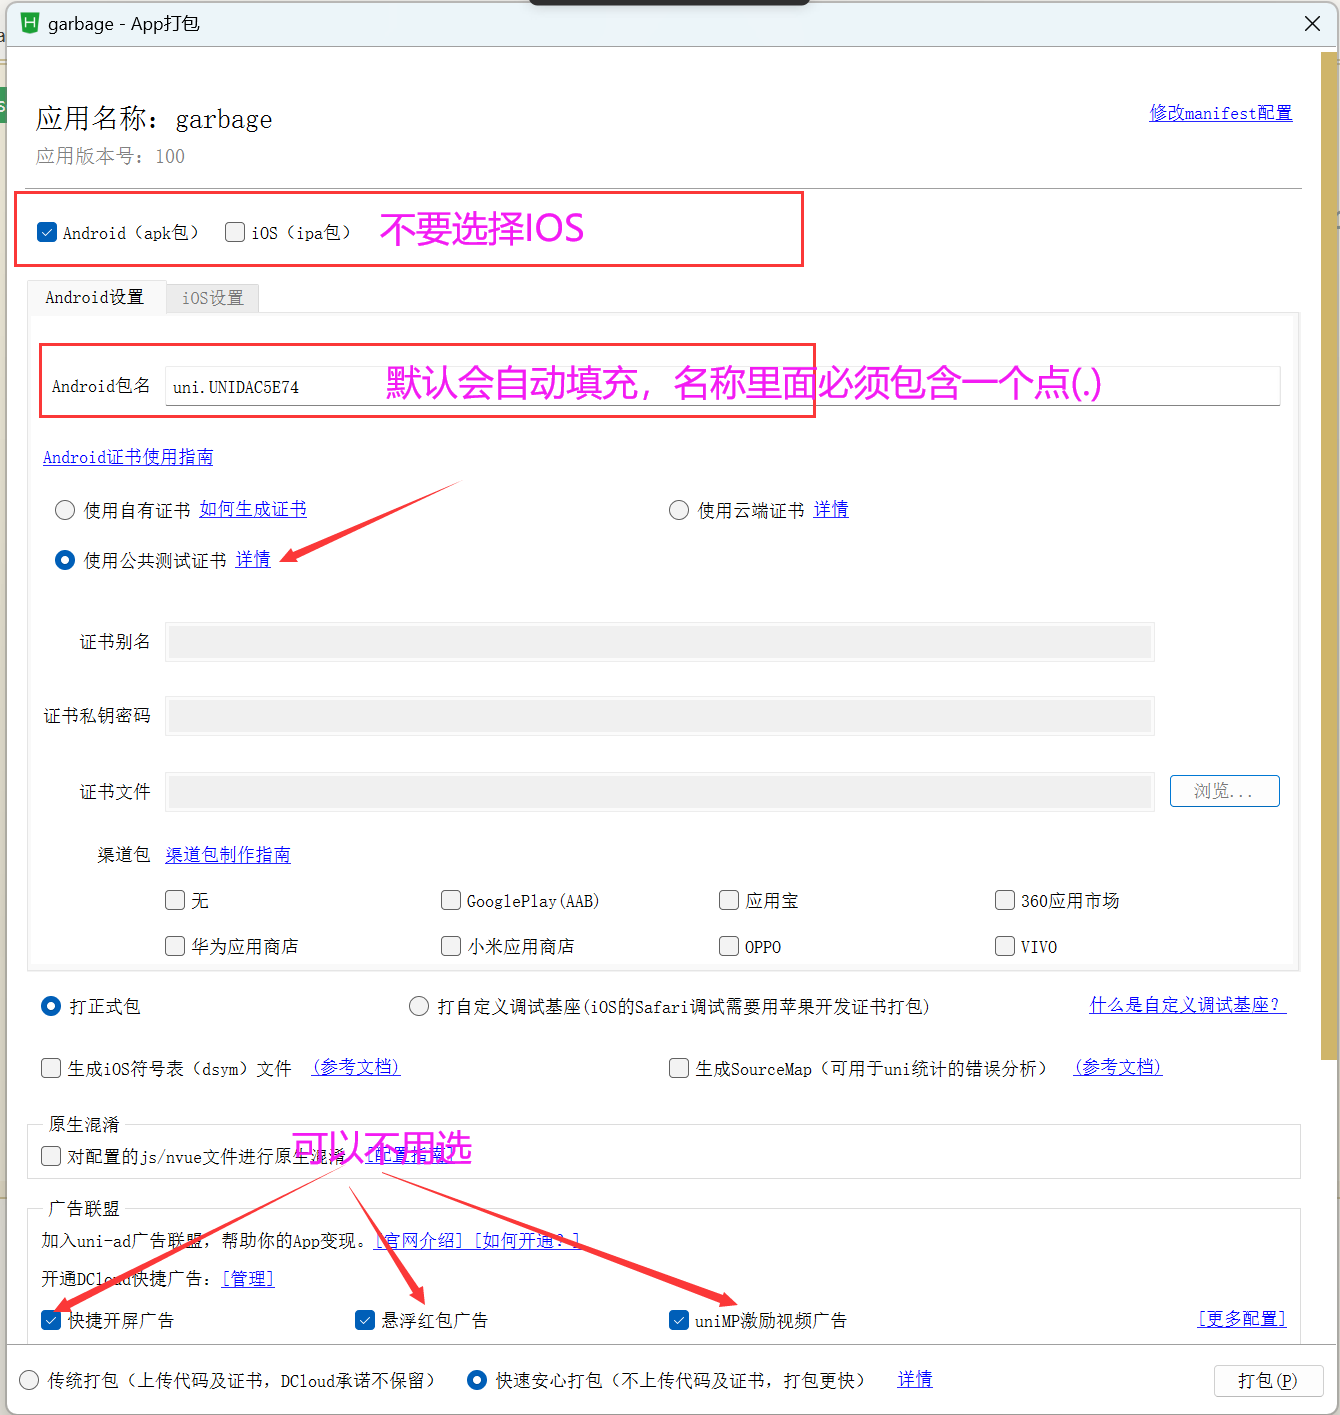 garbage - App打包
应用名称：garbage
修改manifest配置
应用版本号：100
Android（apk包） iOS（ipa包） 不要选择IOS
Android设置 iOS设置
Android包名 uni.UNIDAC5E74 默认会自动填充，名称里面必须包含一个点(.)
Android证书使用指南
使用自有证书 如何生成证书 使用云端证书 详情
使用公共测试证书 详情
证书别名
证书私钥密码
证书文件 浏览...
渠道包 渠道包制作指南
无 GooglePlay(AAB) 应用宝 360应用市场
华为应用商店 小米应用商店 OPPO VIVO
打正式包 打自定义调试基座(iOS的Safari调试需要用苹果开发证书打包) 什么是自定义调试基座？
生成iOS符号表（dsym）文件 (参考文档) 生成SourceMap（可用于uni统计的错误分析） (参考文档)
原生混淆
可以不用选
对配置的js/nvue文件进行原生混淆 [配置指南]
广告联盟
加入uni-ad广告联盟，帮助你的App变现。[官网介绍] [如何开通？]
开通DCloud快捷广告：[管理]
快捷开屏广告 悬浮红包广告 uniMP激励视频广告 [更多配置]
传统打包（上传代码及证书，DCloud承诺不保留） 快速安心打包（不上传代码及证书，打包更快） 详情 打包(P)